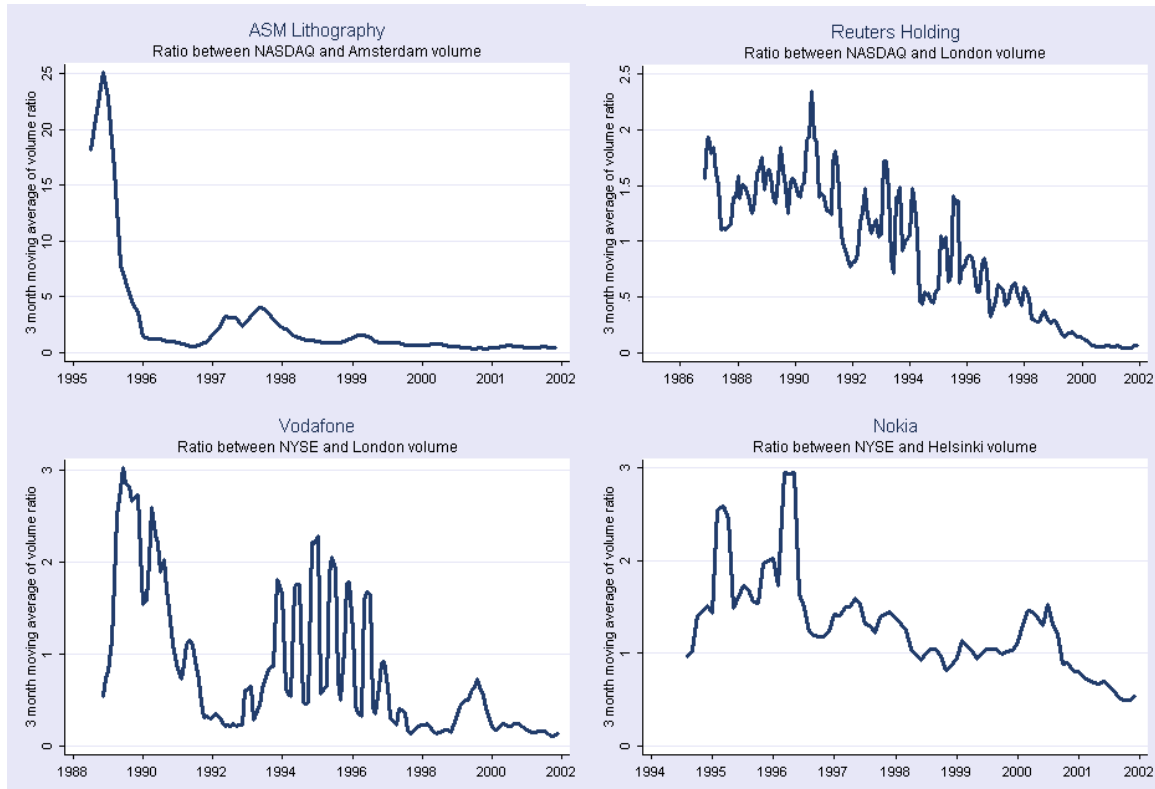 ASM Lithography
Ratio between NASDAQ and Amsterdam volume
3 month moving average of volume ratio
25
20
15
10
5
0
1995 1996 1997 1998 1999 2000 2001 2002
Reuters Holding
Ratio between NASDAQ and London volume
3 month moving average of volume ratio
2.5
2
1.5
1
.5
0
1986 1988 1990 1992 1994 1996 1998 2000 2002
Vodafone
Ratio between NYSE and London volume
3 month moving average of volume ratio
3
2
1
0
1988 1990 1992 1994 1996 1998 2000 2002
Nokia
Ratio between NYSE and Helsinki volume
3 month moving average of volume ratio
3
2
1
0
1994 1995 1996 1997 1998 1999 2000 2001 2002